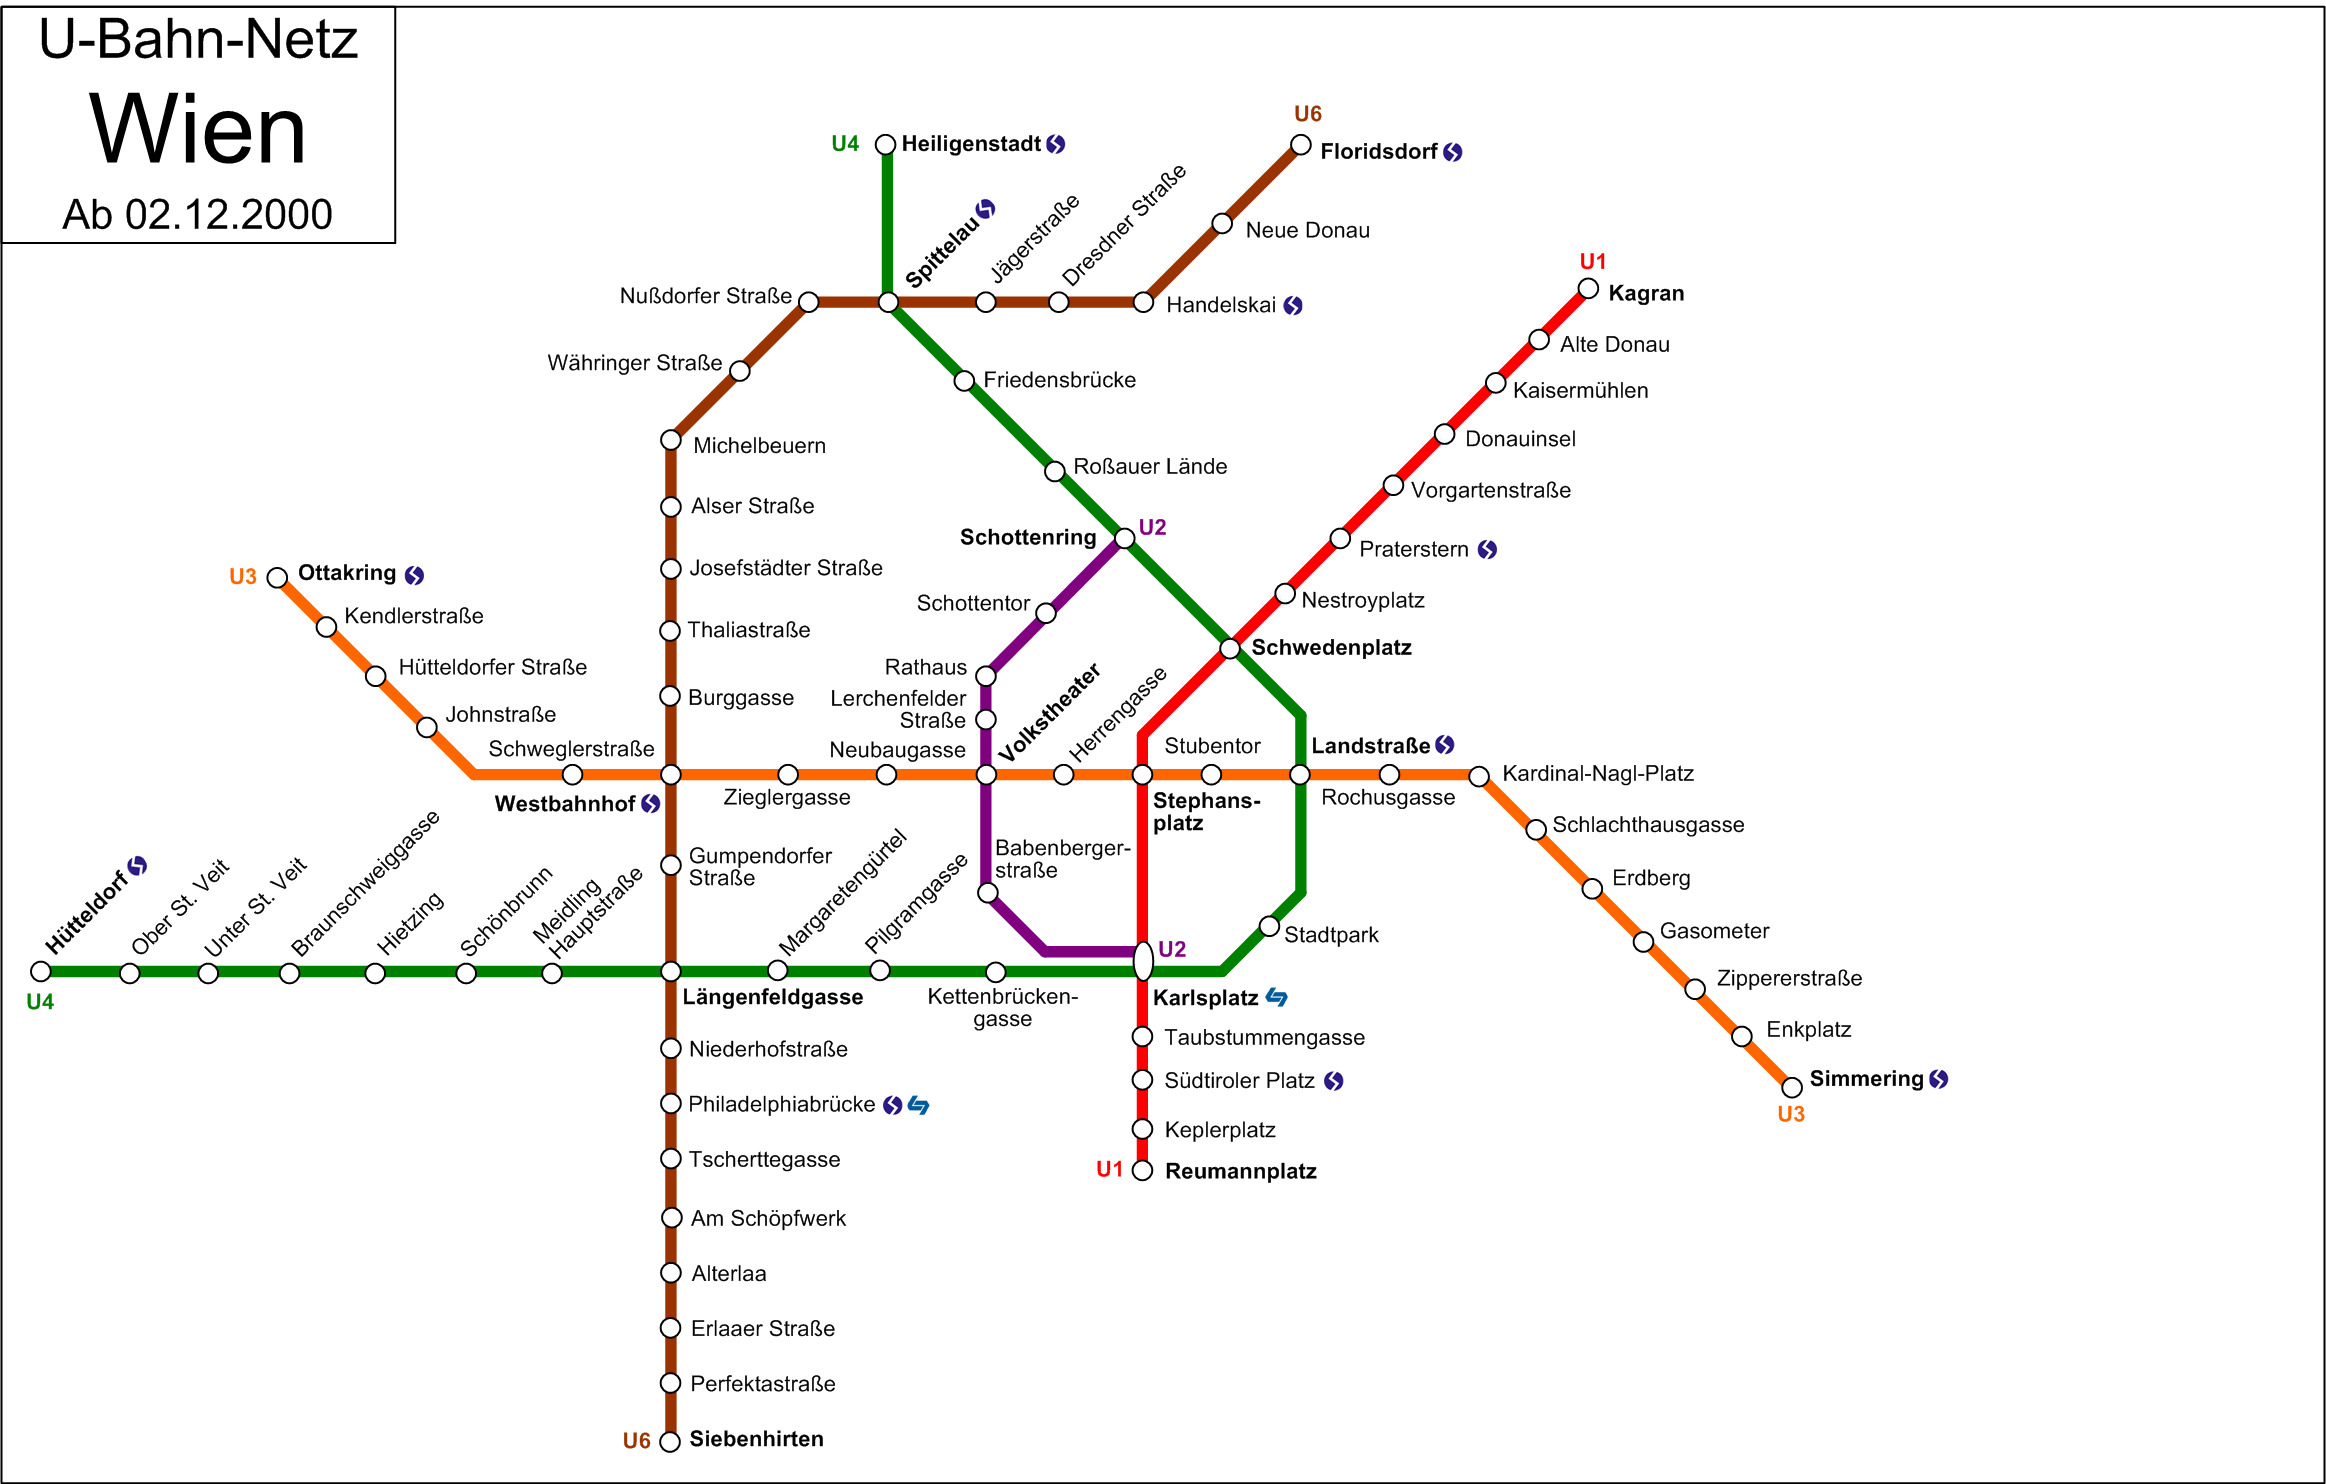 U-Bahn-Netz
Wien
Ab 02.12.2000
U6
U4
Heiligenstadt
Floridsdorf
Spittelau
Jägerstraße
Dresdner Straße
Neue Donau
U1
Kagran
Nußdorfer Straße
Handelskai
Alte Donau
Währinger Straße
Friedensbrücke
Kaisermühlen
Michelbeuern
Donauinsel
Roßauer Lände
Vorgartenstraße
Alser Straße
Schottenring
U2
Praterstern
U3
Ottakring
Josefstädter Straße
Schottentor
Nestroyplatz
Kendlerstraße
Thaliastraße
Schwedenplatz
Hütteldorfer Straße
Rathaus
Burggasse
Lerchenfelder
Straße
Volkstheater
Herrengasse
Johnstraße
Schweglerstraße
Neubaugasse
Stubentor
Landstraße
Kardinal-Nagl-Platz
Westbahnhof
Zieglergasse
Stephans-
platz
Rochusgasse
Schlachthausgasse
Gumpendorfer
Straße
Babenberger-
straße
Erdberg
Hütteldorf
Ober St. Veit
Unter St. Veit
Braunschweiggasse
Hietzing
Schönbrunn
Meidling
Hauptstraße
Margaretengürtel
Pilgramgasse
Stadtpark
Gasometer
U2
U4
Längenfeldgasse
Kettenbrücken-
gasse
Karlsplatz
Zippererstraße
Niederhofstraße
Taubstummengasse
Enkplatz
Philadelphiabrücke
Südtiroler Platz
Simmering
U3
Keplerplatz
Tscherttegasse
U1
Reumannplatz
Am Schöpfwerk
Alterlaa
Erlaaer Straße
Perfektastraße
U6
Siebenhirten